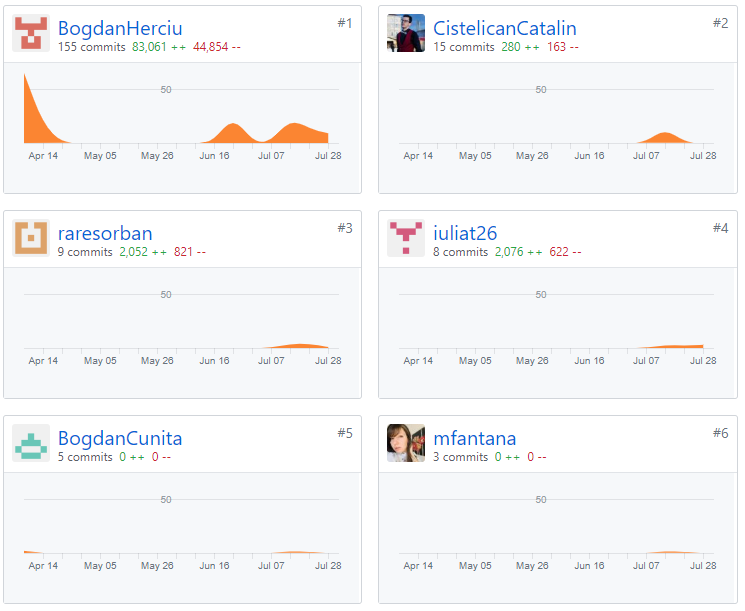 BogdanHerciu #1
155 commits 83,061 ++ 44,854 --
50
Apr 14 May 05 May 26 Jun 16 Jul 07 Jul 28
CistelicanCatalin #2
15 commits 280 ++ 163 --
50
Apr 14 May 05 May 26 Jun 16 Jul 07 Jul 28
raresorban #3
9 commits 2,052 ++ 821 --
50
Apr 14 May 05 May 26 Jun 16 Jul 07 Jul 28
iuliat26 #4
8 commits 2,076 ++ 622 --
50
Apr 14 May 05 May 26 Jun 16 Jul 07 Jul 28
BogdanCunita #5
5 commits 0 ++ 0 --
50
Apr 14 May 05 May 26 Jun 16 Jul 07 Jul 28
mfantana #6
3 commits 0 ++ 0 --
50
Apr 14 May 05 May 26 Jun 16 Jul 07 Jul 28